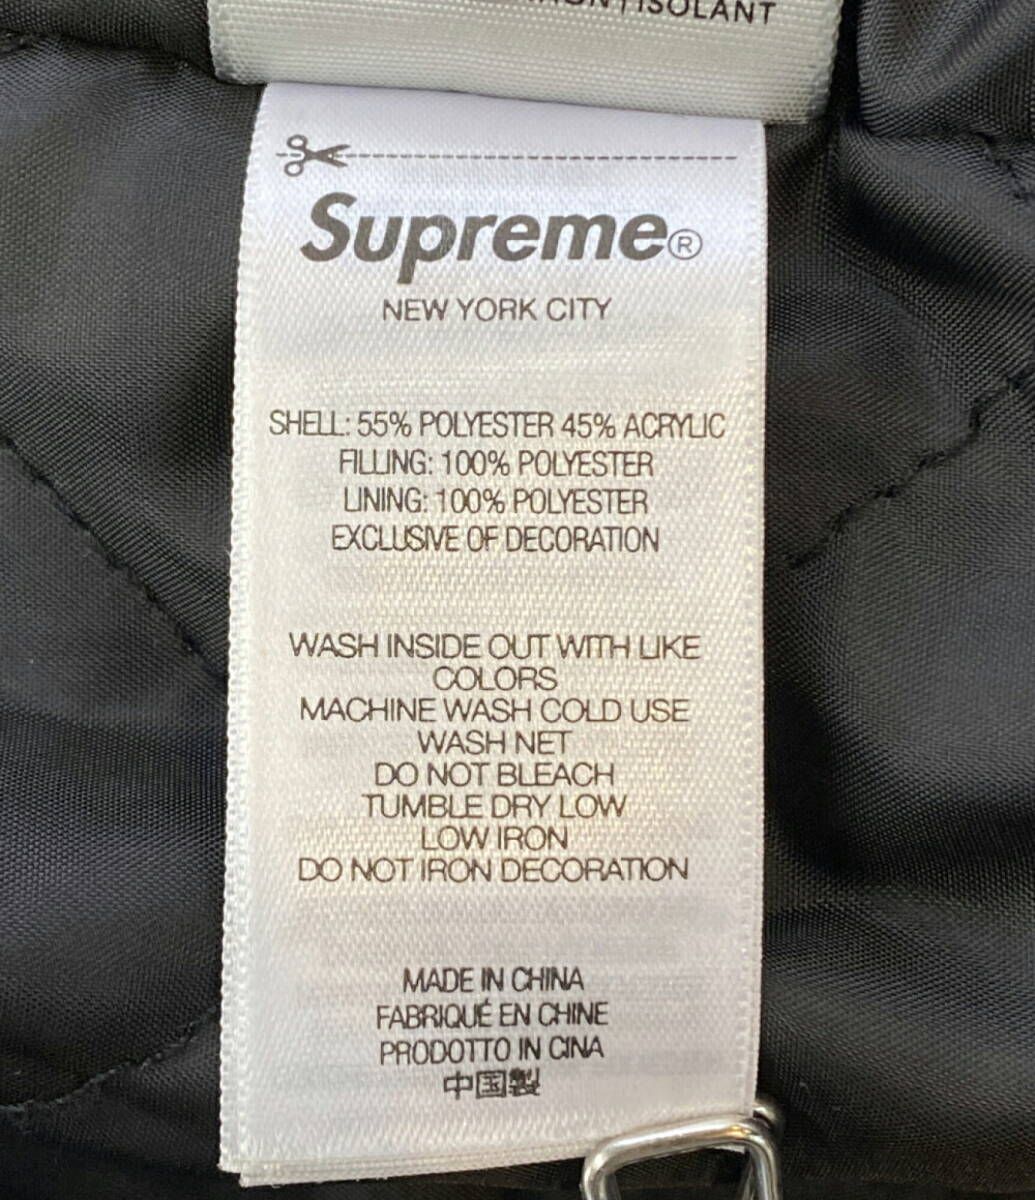 ISOLANT
Supreme®
NEW YORK CITY
SHELL: 55% POLYESTER 45% ACRYLIC
FILLING: 100% POLYESTER
LINING: 100% POLYESTER
EXCLUSIVE OF DECORATION
WASH INSIDE OUT WITH LIKE
COLORS
MACHINE WASH COLD USE
WASH NET
DO NOT BLEACH
TUMBLE DRY LOW
LOW IRON
DO NOT IRON DECORATION
MADE IN CHINA
FABRIQUÉ EN CHINE
PRODOTTO IN CINA
中国製